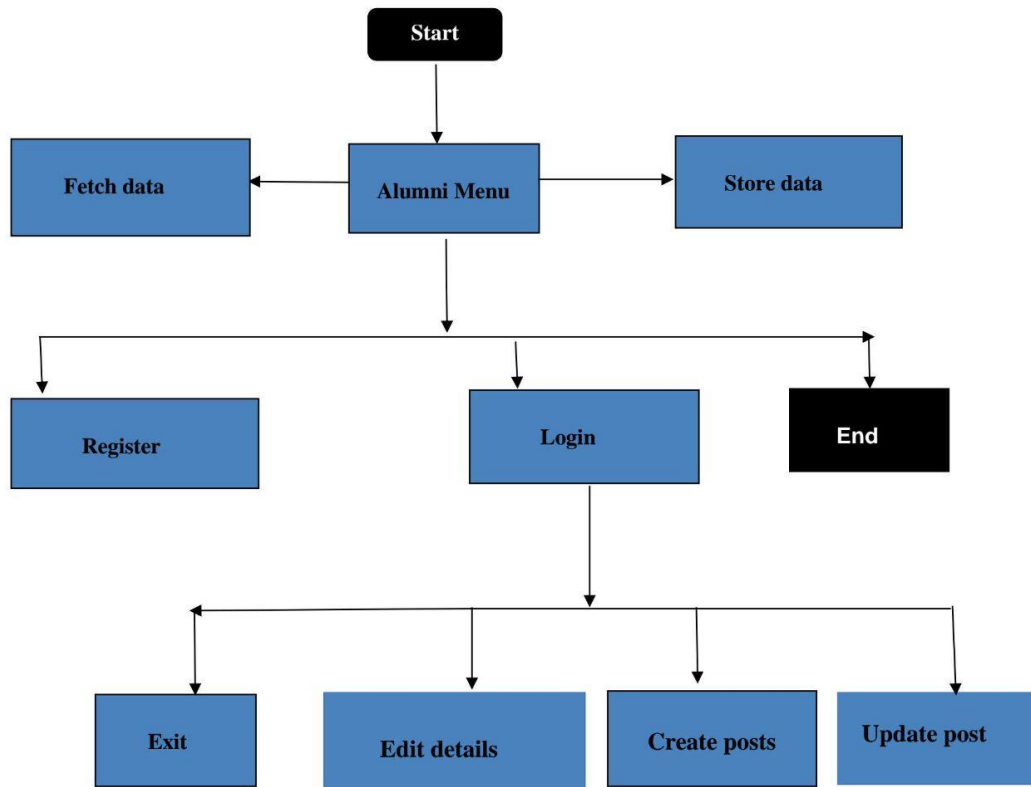 Start
Fetch data
Alumni Menu
Store data
Register
Login
End
Exit
Edit details
Create posts
Update post